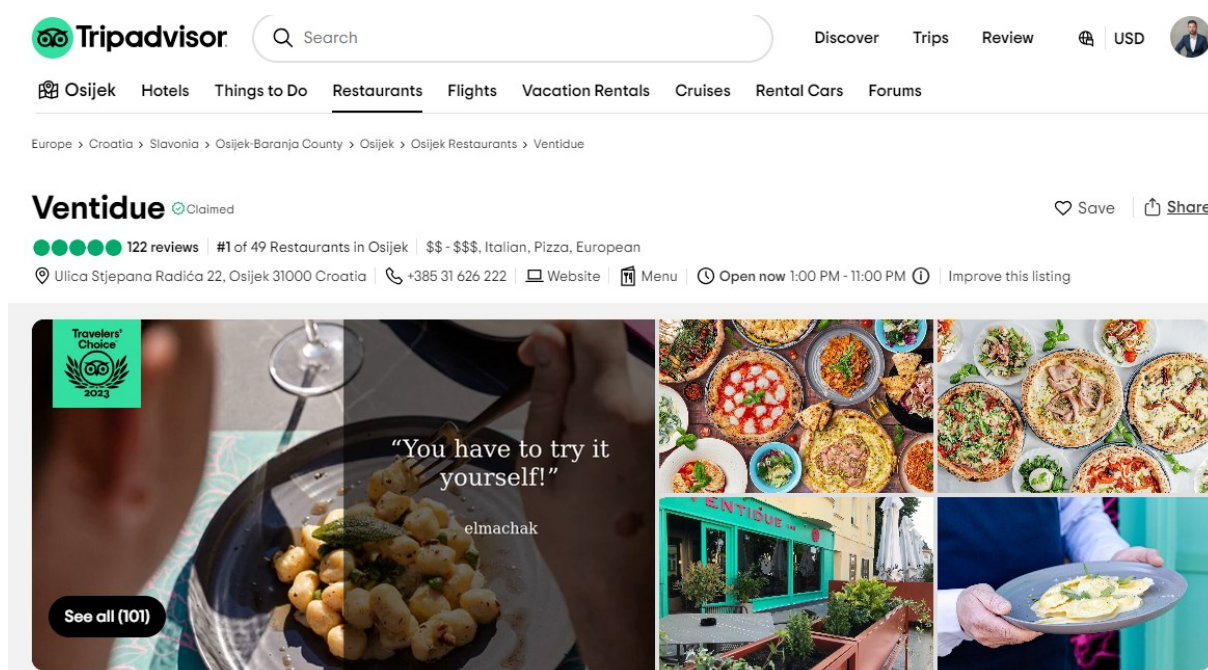 Tripadvisor
Search
Discover Trips Review USD
Osijek Hotels Things to Do Restaurants Flights Vacation Rentals Cruises Rental Cars Forums
Europe > Croatia > Slavonia > Osijek-Baranja County > Osijek > Osijek Restaurants > Ventidue
Ventidue Claimed
Save Share
122 reviews #1 of 49 Restaurants in Osijek $$ - $$$, Italian, Pizza, European
Ulica Stjepana Radića 22, Osijek 31000 Croatia +385 31 626 222 Website Menu Open now 1:00 PM - 11:00 PM Improve this listing
Travelers'
Choice
2023
“You have to try it
yourself!”
elmachak
See all (101)
VENTIDUE